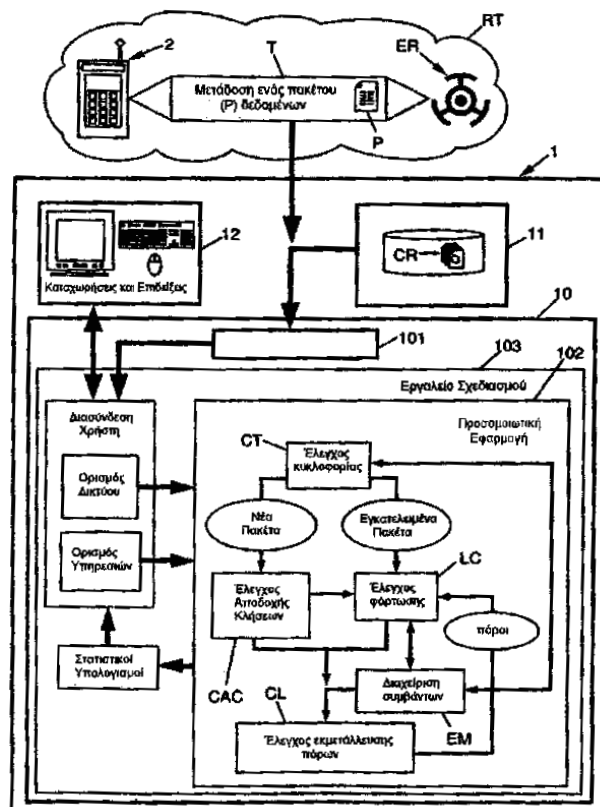 RT
2
T
ER
Μετάδοση ενός πακέτου
(P) δεδομένων
P
1
12
11
CR
Καταχωρήσεις και Επιδείξεις
10
101
103
102
Εργαλείο Σχεδιασμού
Διασύνδεση
Χρήστη
Προσομοιωτική
Εφαρμαγή
CT
Έλεγχος
κυκλοφορίας
Ορισμός
Δικτύου
Νέα
Πακέτα
Εγκατελειμένα
Πακέτα
LC
Ορισμός
Υπηρεσιών
Έλεγχος
Αποδοχής
Κλήσεων
Έλεγχος
φόρτωσης
πόροι
Στατιστικοί
Υπολογισμοί
CAC
CL
Διαχείριση
συμβάντων
EM
Έλεγχος εκμετάλλευσης
πόρων